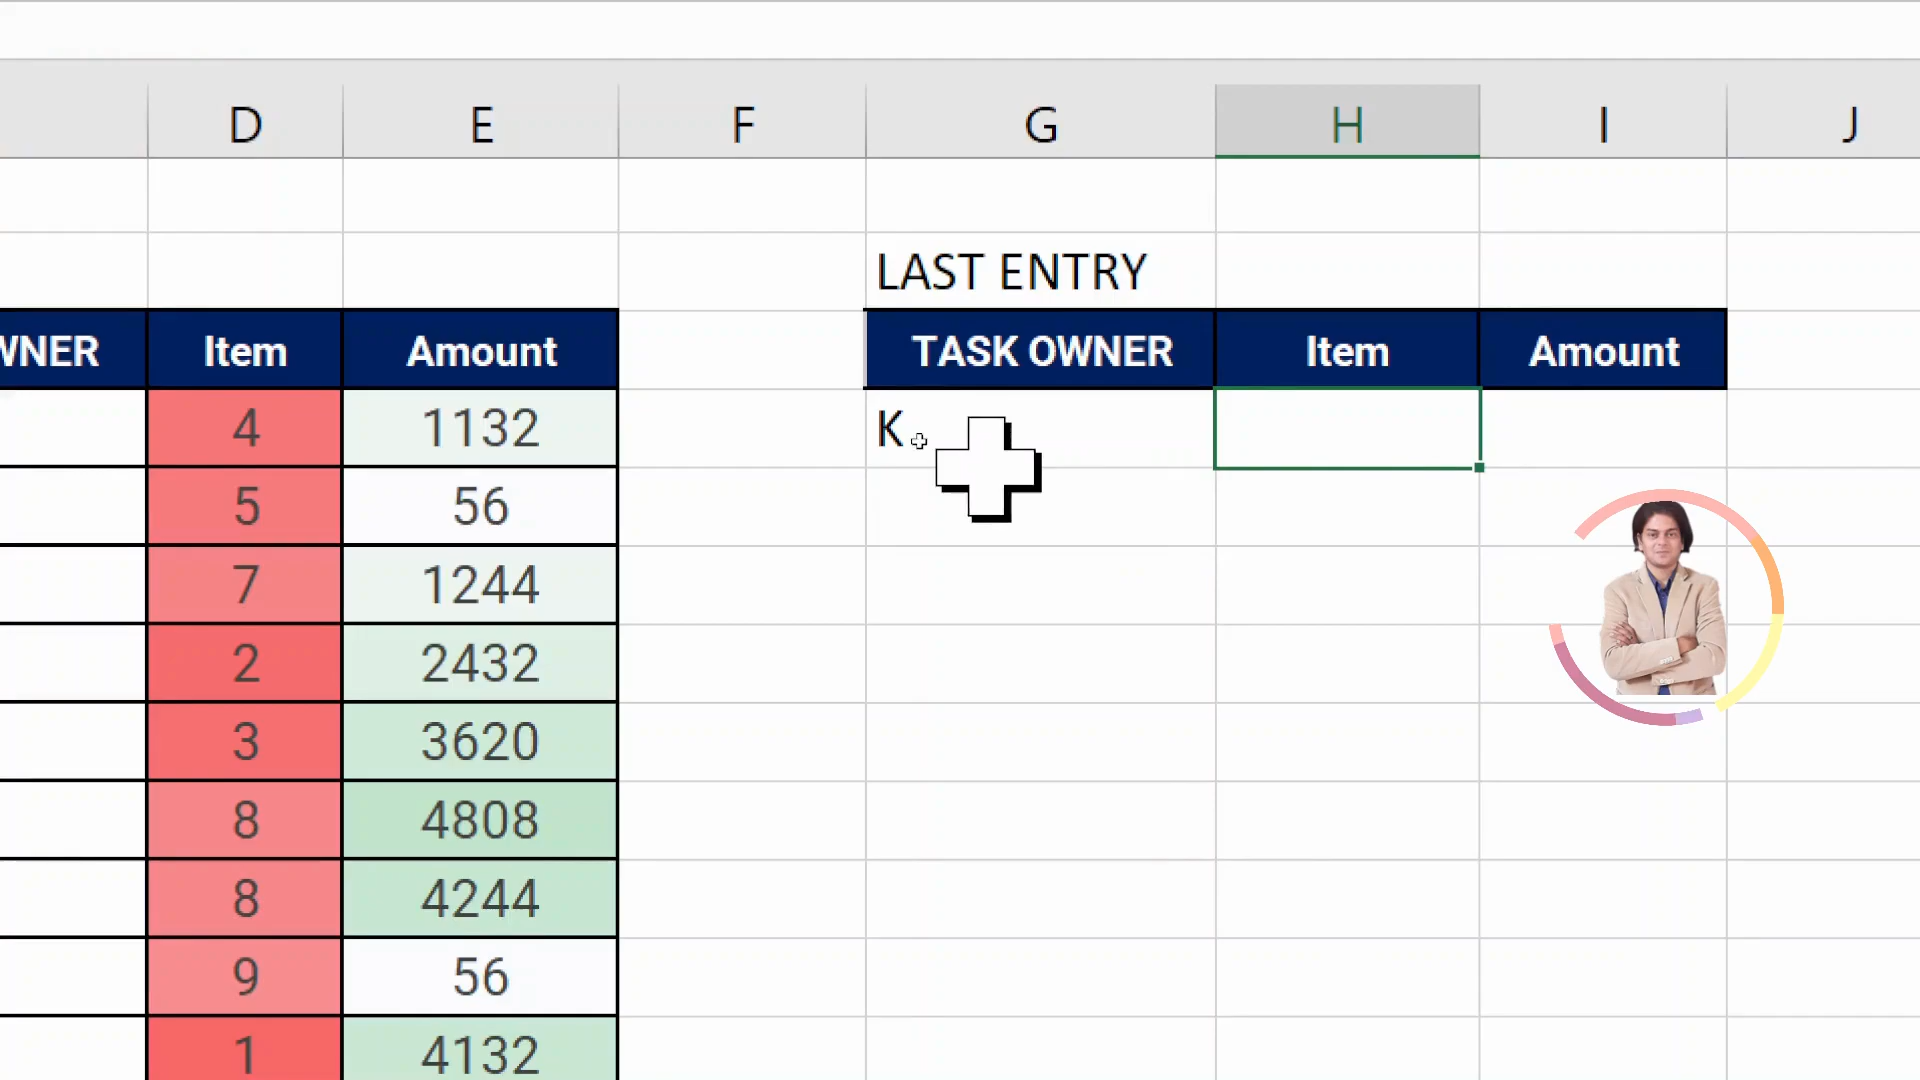 D E F G H I J
LAST ENTRY
WNER Item Amount TASK OWNER Item Amount
4 1132 K
5 56
7 1244
2 2432
3 3620
8 4808
8 4244
9 56
1 4132